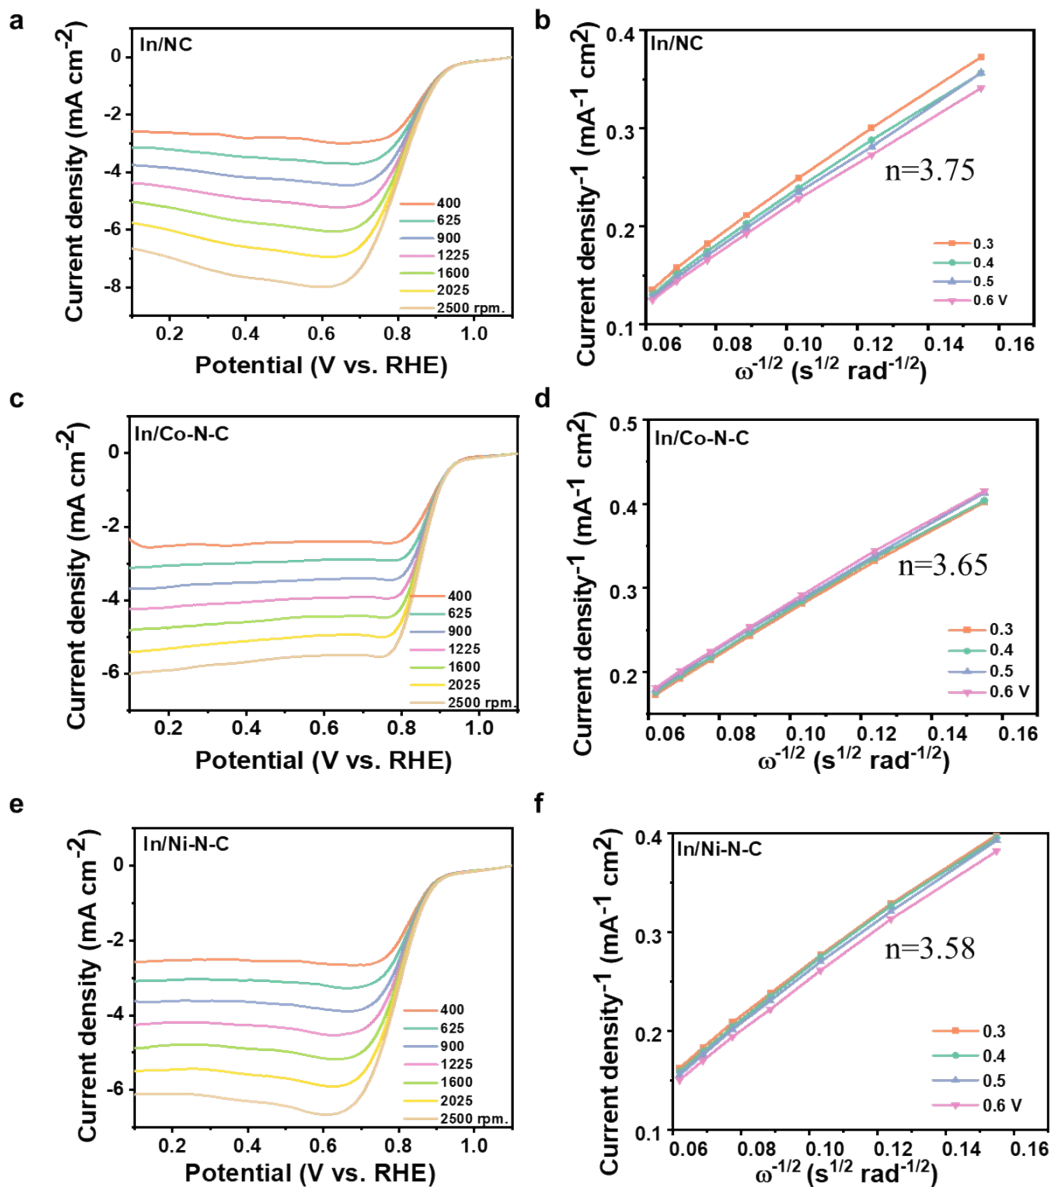 a
In/NC
0
-2
-4
-6
-8
0.2
0.4
0.6
0.8
1.0
Current density (mA cm-2)
Potential (V vs. RHE)
400
625
900
1225
1600
2025
2500 rpm.
b
0.4
0.3
0.2
0.1
0.06
0.08
0.10
0.12
0.14
0.16
Current density-1 (mA-1 cm2)
ω-1/2 (s1/2 rad-1/2)
n=3.75
0.3
0.4
0.5
0.6 V
c
In/Co-N-C
0
-2
-4
-6
0.2
0.4
0.6
0.8
1.0
Current density (mA cm-2)
Potential (V vs. RHE)
400
625
900
1225
1600
2025
2500 rpm.
d
In/Co-N-C
0.5
0.4
0.3
0.2
0.06
0.08
0.10
0.12
0.14
0.16
Current density-1 (mA-1 cm2)
ω-1/2 (s1/2 rad-1/2)
n=3.65
0.3
0.4
0.5
0.6 V
e
In/Ni-N-C
0
-2
-4
-6
0.2
0.4
0.6
0.8
1.0
Current density (mA cm-2)
Potential (V vs. RHE)
400
625
900
1225
1600
2025
2500 rpm.
f
In/Ni-N-C
0.4
0.3
0.2
0.1
0.06
0.08
0.10
0.12
0.14
0.16
Current density-1 (mA-1 cm2)
ω-1/2 (s1/2 rad-1/2)
n=3.58
0.3
0.4
0.5
0.6 V